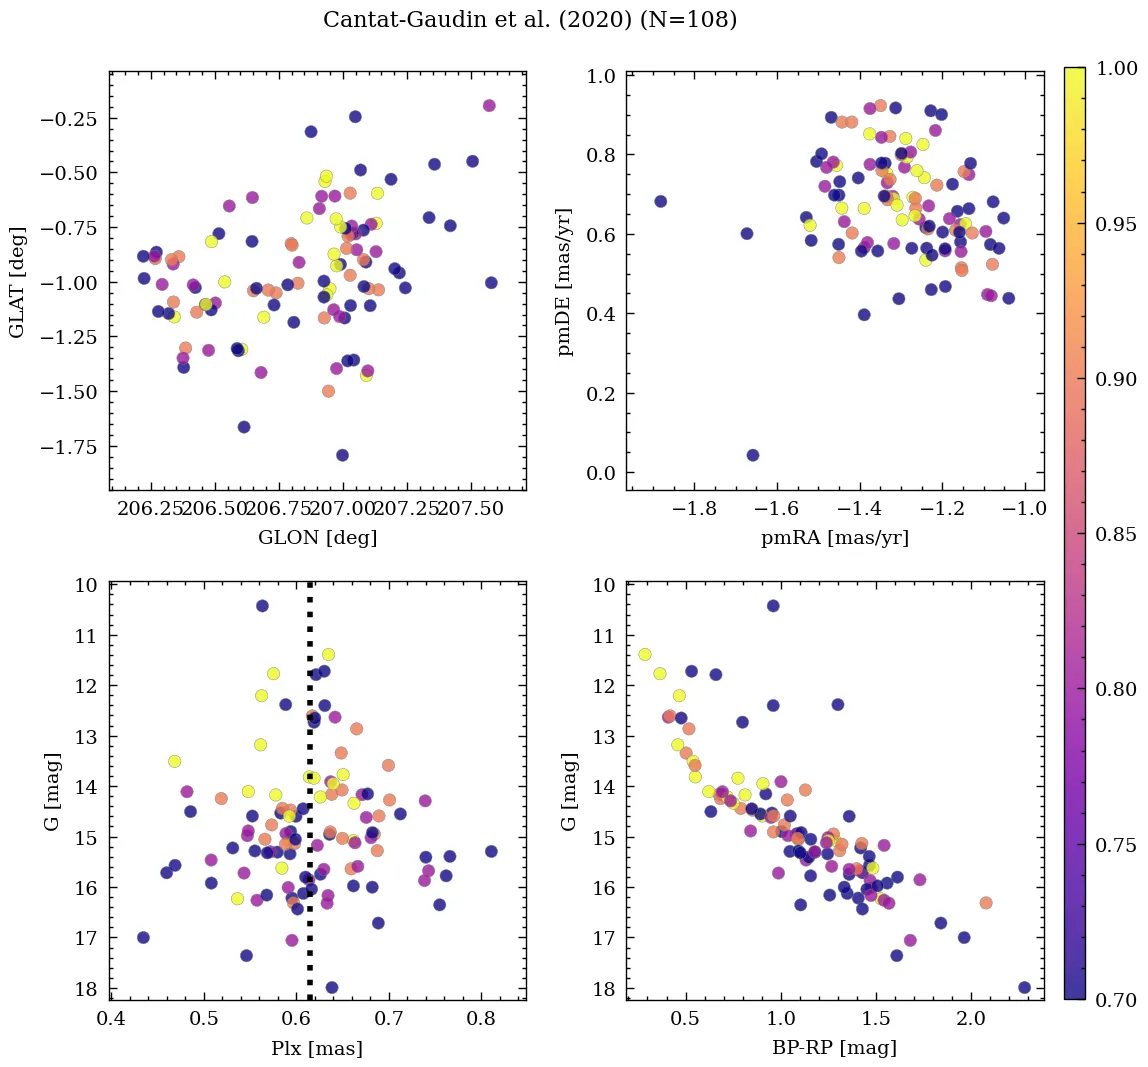 Cantat-Gaudin et al. (2020) (N=108)
−0.25
−0.50
−0.75
−1.00
−1.25
−1.50
−1.75
GLAT [deg]
206.25 206.50 206.75 207.00 207.25 207.50
GLON [deg]
1.0
0.8
0.6
0.4
0.2
0.0
pmDE [mas/yr]
−1.8 −1.6 −1.4 −1.2 −1.0
pmRA [mas/yr]
10
11
12
13
14
15
16
17
18
G [mag]
0.4 0.5 0.6 0.7 0.8
Plx [mas]
10
11
12
13
14
15
16
17
18
G [mag]
0.5 1.0 1.5 2.0
BP-RP [mag]
1.00
0.95
0.90
0.85
0.80
0.75
0.70